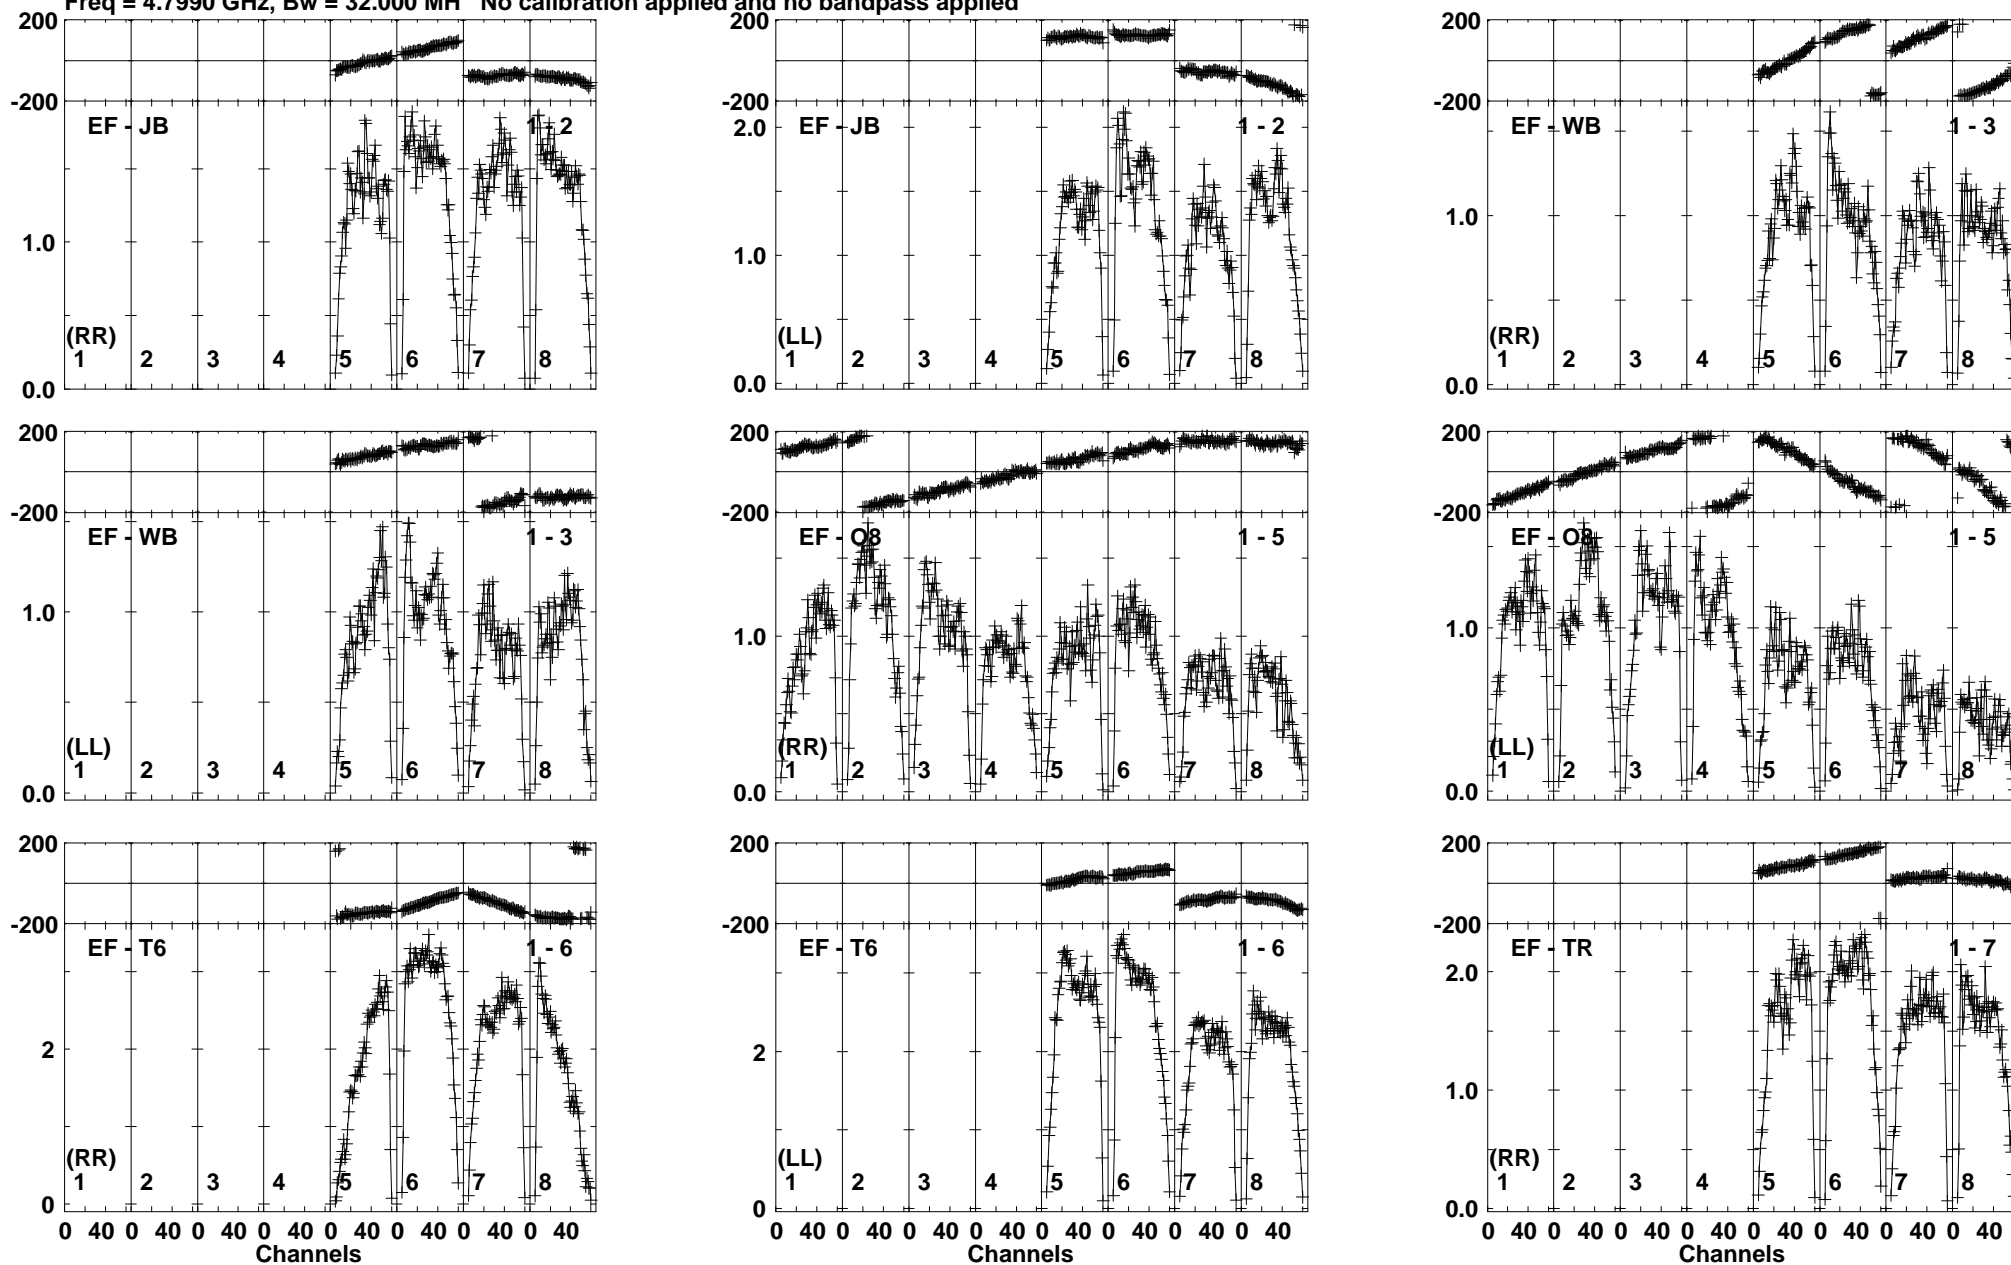 Freq = 4.7990 GHz, Bw = 32.000 MH No calibration applied and no bandpass applied
200 200 200
-200 -200 -200
EF - JB 1 - 2 2.0 EF - JB 1 - 2 EF - WB 1 - 3
1.0 1.0 1.0
(RR) (LL) (RR)
1 2 3 4 5 6 7 8 1 2 3 4 5 6 7 8 1 2 3 4 5 6 7 8
0.0 0.0 0.0
200 200 200
-200 -200 -200
EF - WB 1 - 3 EF - O8 1 - 5 EF - O8 1 - 5
1.0 1.0 1.0
(LL) (RR) (LL)
1 2 3 4 5 6 7 8 1 2 3 4 5 6 7 8 1 2 3 4 5 6 7 8
0.0 0.0 0.0
200 200 200
-200 -200 -200
EF - T6 1 - 6 EF - T6 1 - 6 EF - TR 1 - 7
2.0
2 2
1.0
(RR) (LL) (RR)
1 2 3 4 5 6 7 8 1 2 3 4 5 6 7 8 1 2 3 4 5 6 7 8
0 0 0.0
0 40 0 40 0 40 0 40 0 40 0 40 0 40 0 40 0 40 0 40 0 40 0 40 0 40 0 40 0 40 0 40 0 40 0 40 0 40 0 40 0 40 0 40 0 40 0 40
Channels Channels Channels